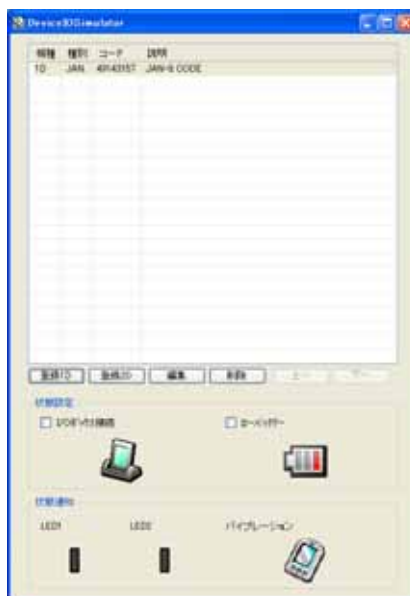 DeviceIOSimulator
機種 種別 コード 説明
1D JAN JAN-8 CODE
登録1D 登録2D 編集 削除
状態設定
ローバッテリー
状態通知
LED1 LED2 バイブレーション